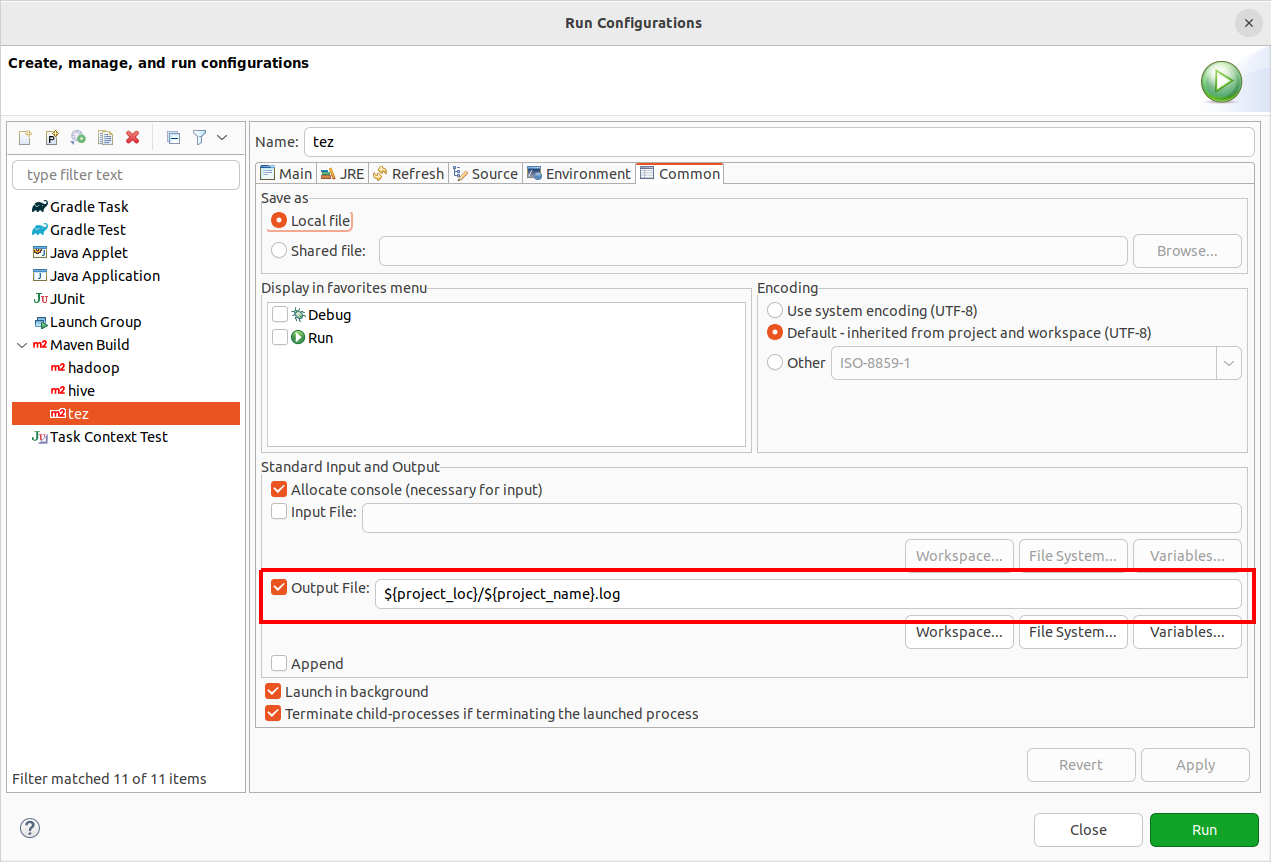 Run Configurations
Create, manage, and run configurations
type filter text
Gradle Task
Gradle Test
Java Applet
Java Application
JUnit
Launch Group
Maven Build
m2 hadoop
m2 hive
m2 tez
Task Context Test
Filter matched 11 of 11 items
Name: tez
Main JRE Refresh Source Environment Common
Save as
Local file
Shared file: Browse...
Display in favorites menu
Debug
Run
Encoding
Use system encoding (UTF-8)
Default - inherited from project and workspace (UTF-8)
Other ISO-8859-1
Standard Input and Output
Allocate console (necessary for input)
Input File:
Workspace... File System... Variables...
Output File: ${project_loc}/${project_name}.log
Workspace... File System... Variables...
Append
Launch in background
Terminate child-processes if terminating the launched process
Revert Apply
Close Run